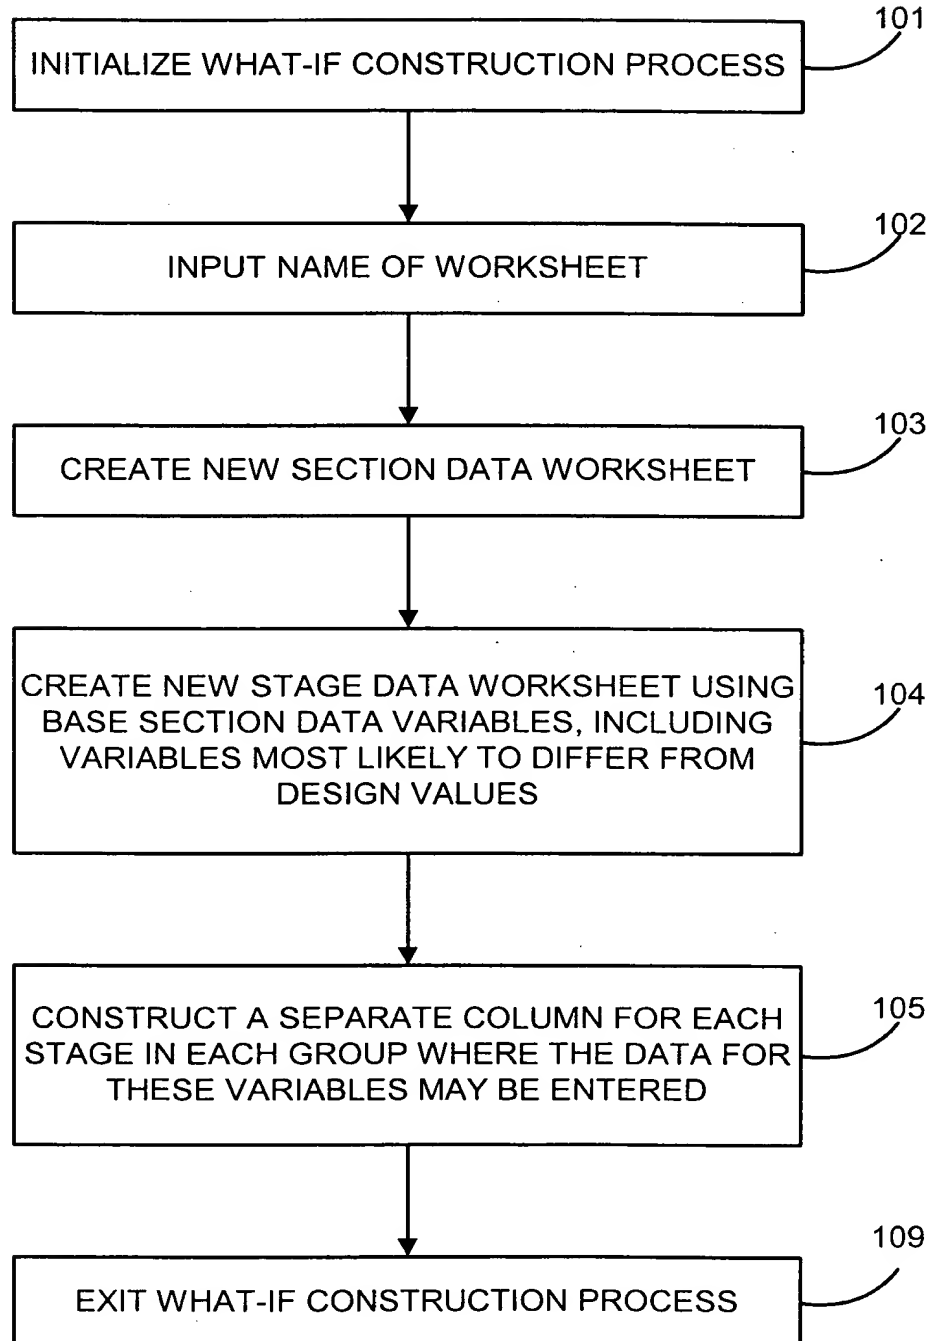 101
INITIALIZE WHAT-IF CONSTRUCTION PROCESS
102
INPUT NAME OF WORKSHEET
103
CREATE NEW SECTION DATA WORKSHEET
104
CREATE NEW STAGE DATA WORKSHEET USING
BASE SECTION DATA VARIABLES, INCLUDING
VARIABLES MOST LIKELY TO DIFFER FROM
DESIGN VALUES
105
CONSTRUCT A SEPARATE COLUMN FOR EACH
STAGE IN EACH GROUP WHERE THE DATA FOR
THESE VARIABLES MAY BE ENTERED
109
EXIT WHAT-IF CONSTRUCTION PROCESS